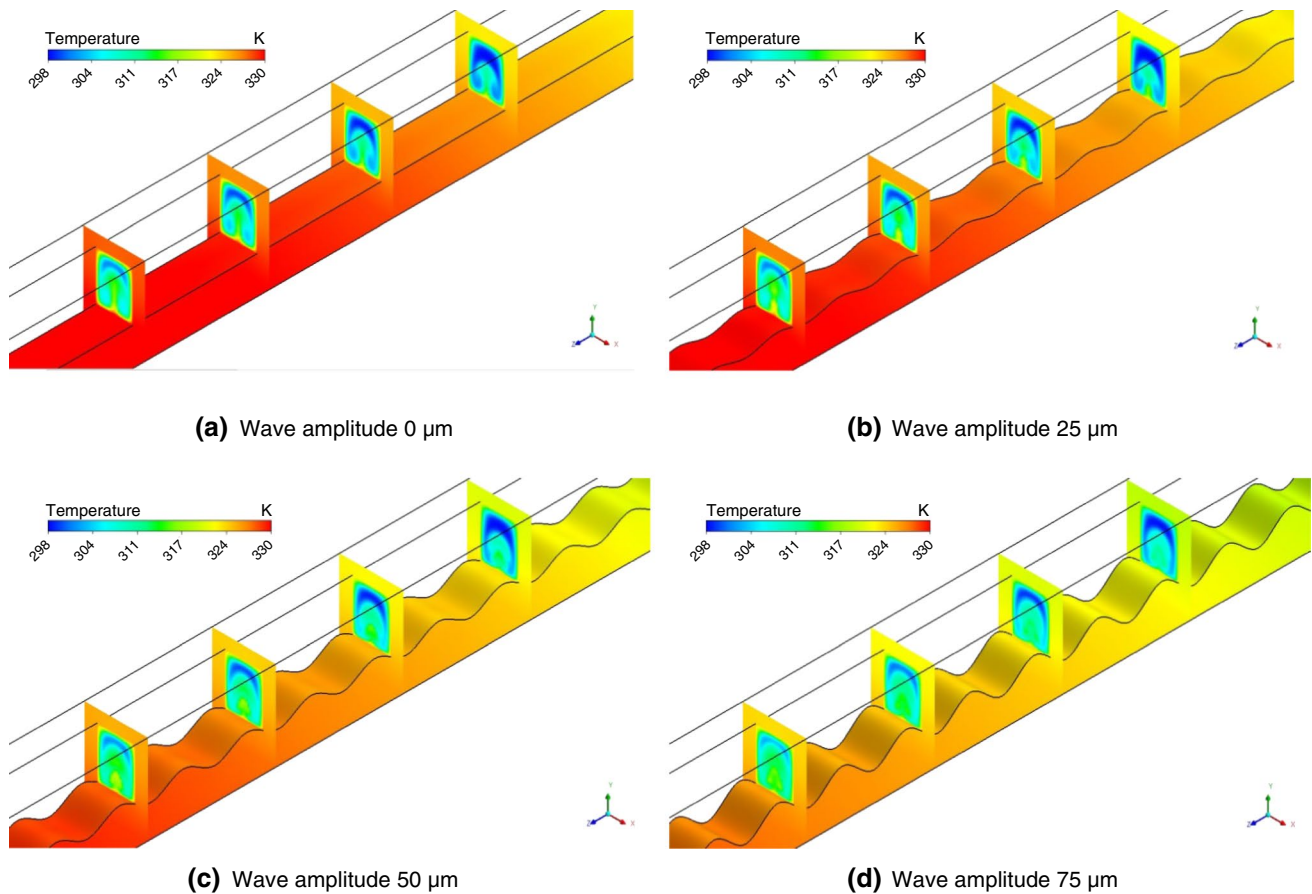 Temperature K
298 304 311 317 324 330
Y
Z X
(a) Wave amplitude 0 µm
Temperature K
298 304 311 317 324 330
Y
Z X
(b) Wave amplitude 25 µm
Temperature K
298 304 311 317 324 330
Y
Z X
(c) Wave amplitude 50 µm
Temperature K
298 304 311 317 324 330
Y
Z X
(d) Wave amplitude 75 µm